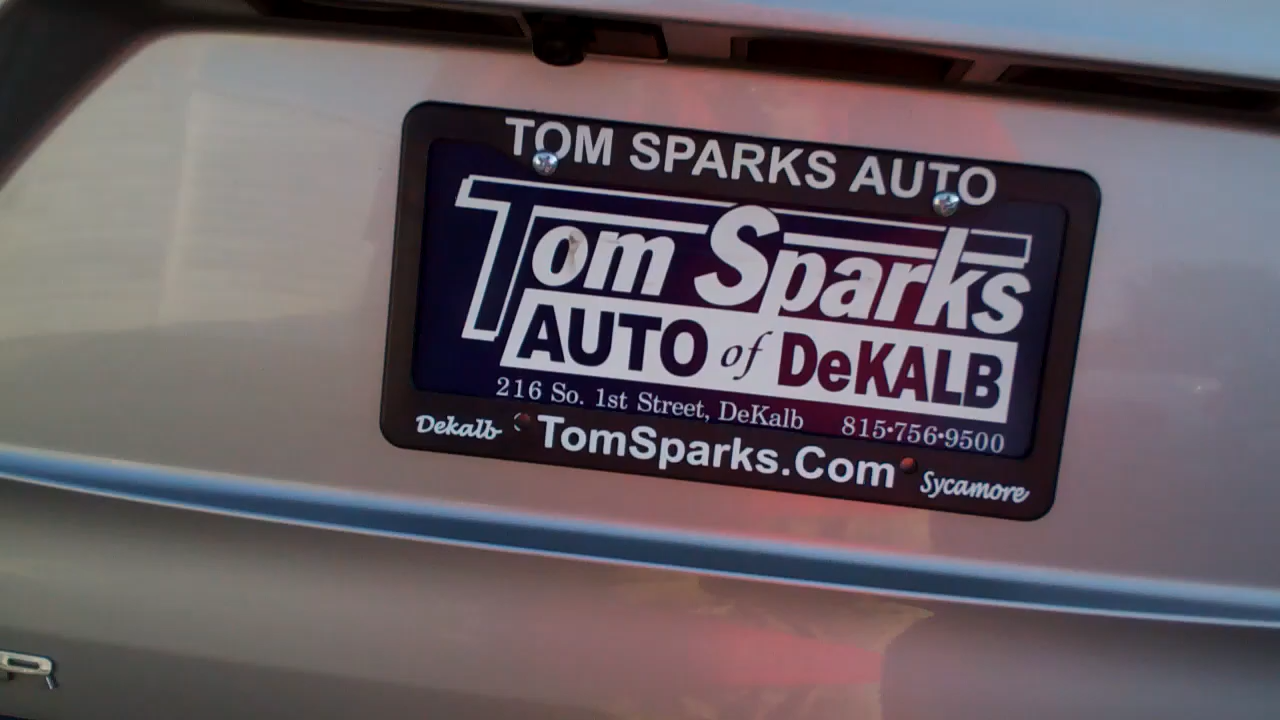 TOM SPARKS AUTO
Tom Sparks
AUTO of DeKALB
216 So. 1st Street, DeKalb 815•756•9500
Dekalb TomSparks.Com Sycamore
R